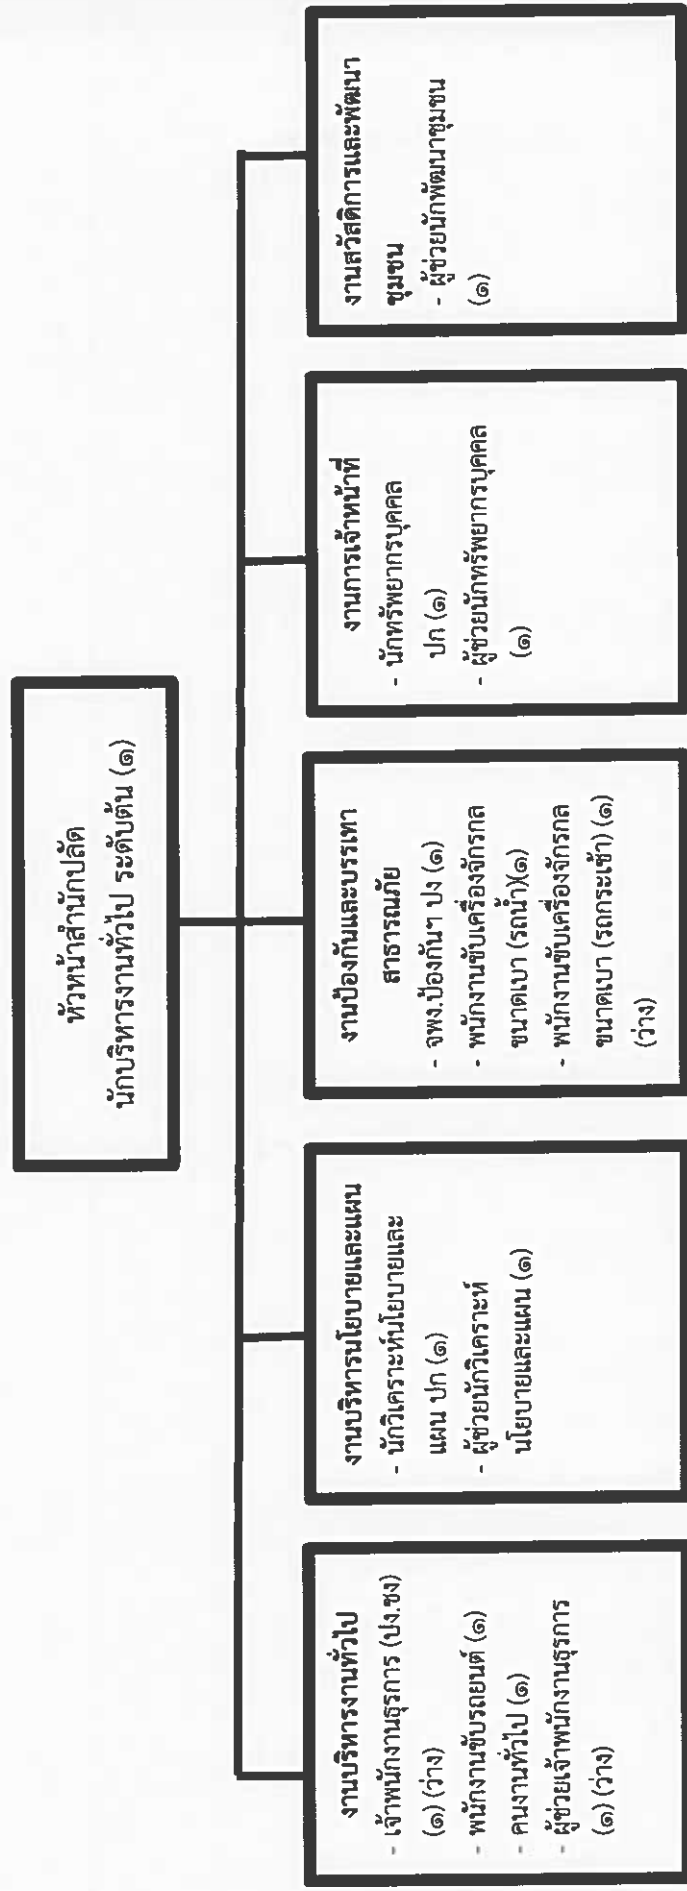 หัวหน้าสำนักปลัด
นักบริหารงานทั่วไป ระดับต้น (๑)
งานบริหารงานทั่วไป
- เจ้าพนักงานธุรการ (ปง.ชง)
(๑) (ว่าง)
- พนักงานขับรถยนต์ (๑)
- คนงานทั่วไป (๑)
- ผู้ช่วยเจ้าพนักงานธุรการ
(๑) (ว่าง)
งานบริหารนโยบายและแผน
- นักวิเคราะห์นโยบายและ
แผน ปก (๑)
- ผู้ช่วยนักวิเคราะห์
นโยบายและแผน (๑)
งานป้องกันและบรรเทา
สาธารณภัย
- จพง.ป้องกันฯ ปง (๑)
- พนักงานขับเครื่องจักรกล
ขนาดเบา (รถน้ำ)(๑)
- พนักงานขับเครื่องจักรกล
ขนาดเบา (รถกระเช้า) (๑)
(ว่าง)
งานการเจ้าหน้าที่
- นักทรัพยากรบุคคล
ปก (๑)
- ผู้ช่วยนักทรัพยากรบุคคล
(๑)
งานสวัสดิการและพัฒนา
ชุมชน
- ผู้ช่วยนักพัฒนาชุมชน
(๑)